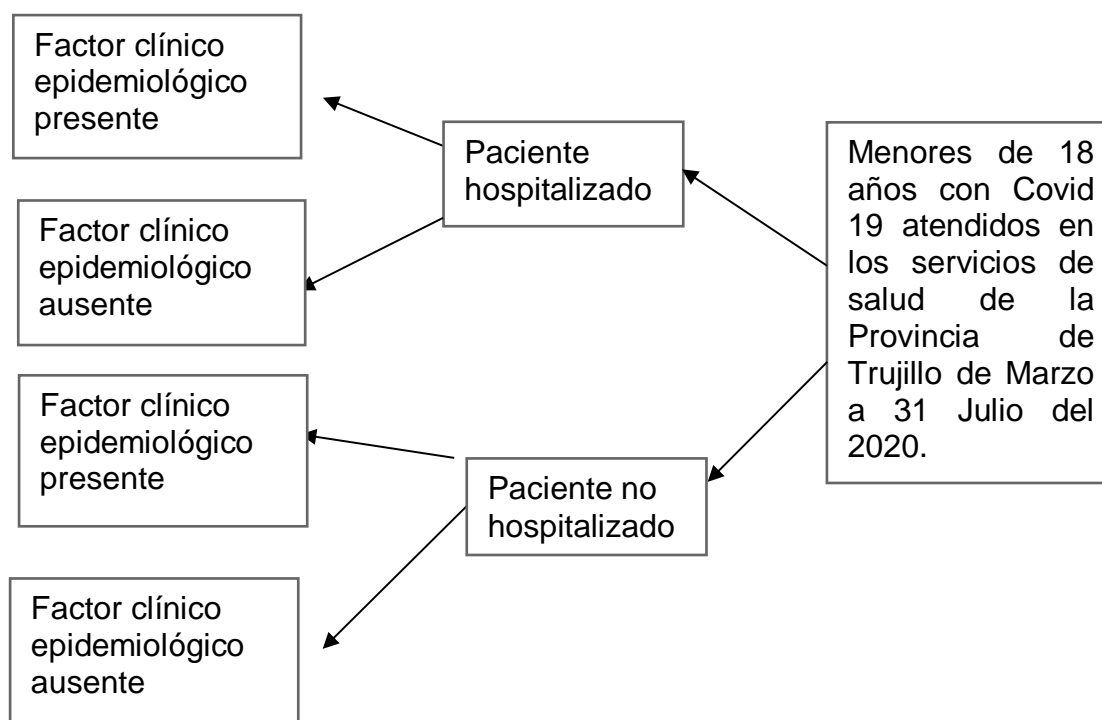 Factor clínico
epidemiológico
presente
Paciente
hospitalizado
Menores de 18
años con Covid
19 atendidos en
los servicios de
salud de la
Provincia de
Trujillo de Marzo
a 31 Julio del
2020.
Factor clínico
epidemiológico
ausente
Factor clínico
epidemiológico
presente
Paciente no
hospitalizado
Factor clínico
epidemiológico
ausente